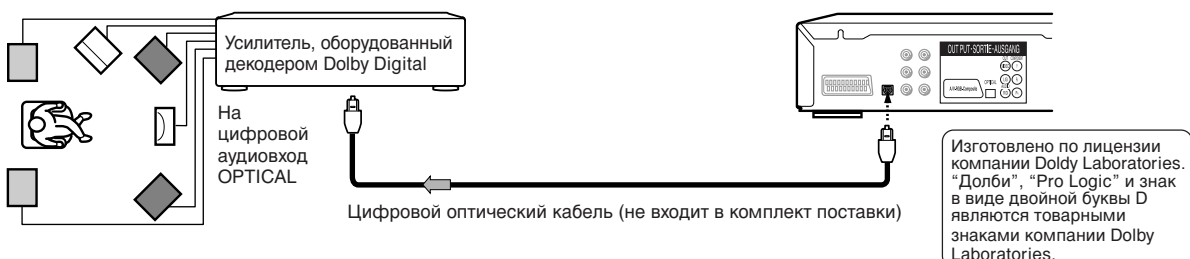 Усилитель, оборудованный
декодером Dolby Digital
На
цифровой
аудиовход
OPTICAL
Цифровой оптический кабель (не входит в комплект поставки)
OUT PUT-SORTIE-AUSGANG
OPTICAL
Изготовлено по лицензии
компании Doldy Laboratories.
“Долби”, “Pro Logic” и знак
в виде двойной буквы D
являются товарными
знаками компании Dolby
Laboratories.